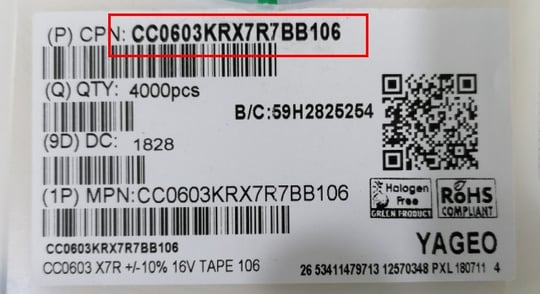 (P) CPN: CC0603KRX7R7BB106
(Q) QTY: 4000pcs
B/C:59H2825254
(9D) DC: 1828
(1P) MPN:CC0603KRX7R7BB106
Halogen
Free
GREEN PRODUCT
RoHS
COMPLIANT
CC0603KRX7R7BB106
YAGEO
CC0603 X7R +/-10% 16V TAPE 106
26 53411479713 12570348 PXL 180711 4